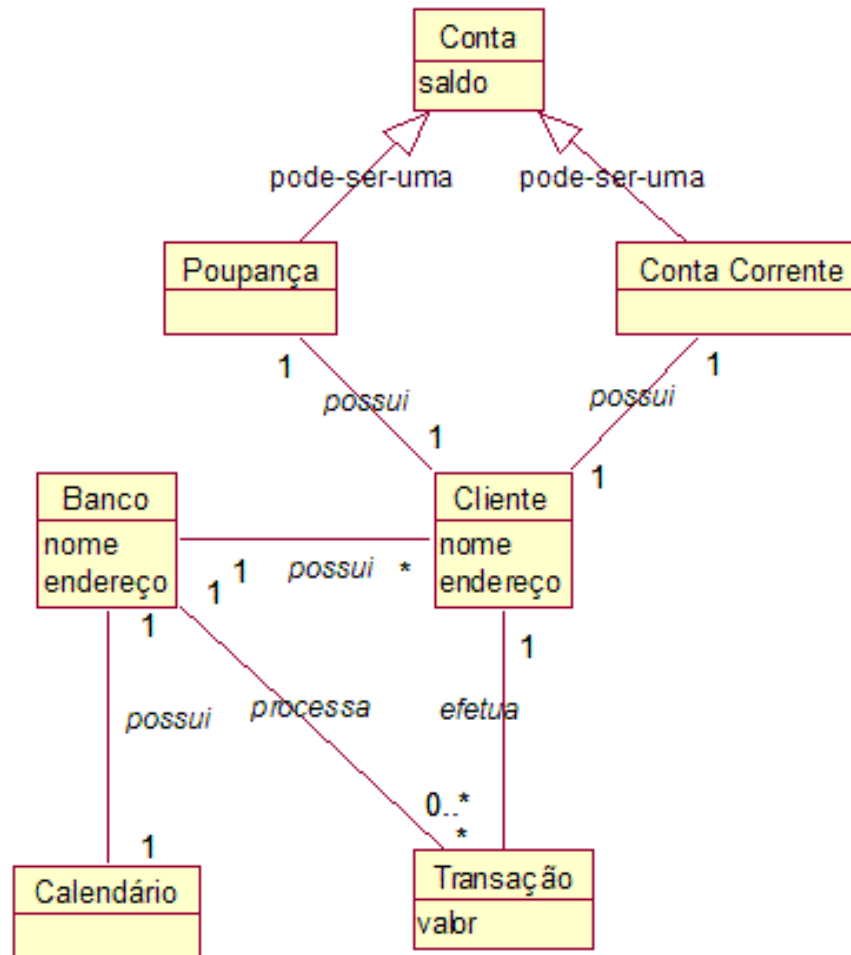 Conta
saldo
pode-ser-uma
pode-ser-uma
Poupança
Conta Corrente
1
1
possui
possui
1
1
Banco
nome
endereço
Cliente
nome
endereço
1
possui
*
1
1
1
possui
processa
efetua
0..*
*
1
Calendário
Transação
valor